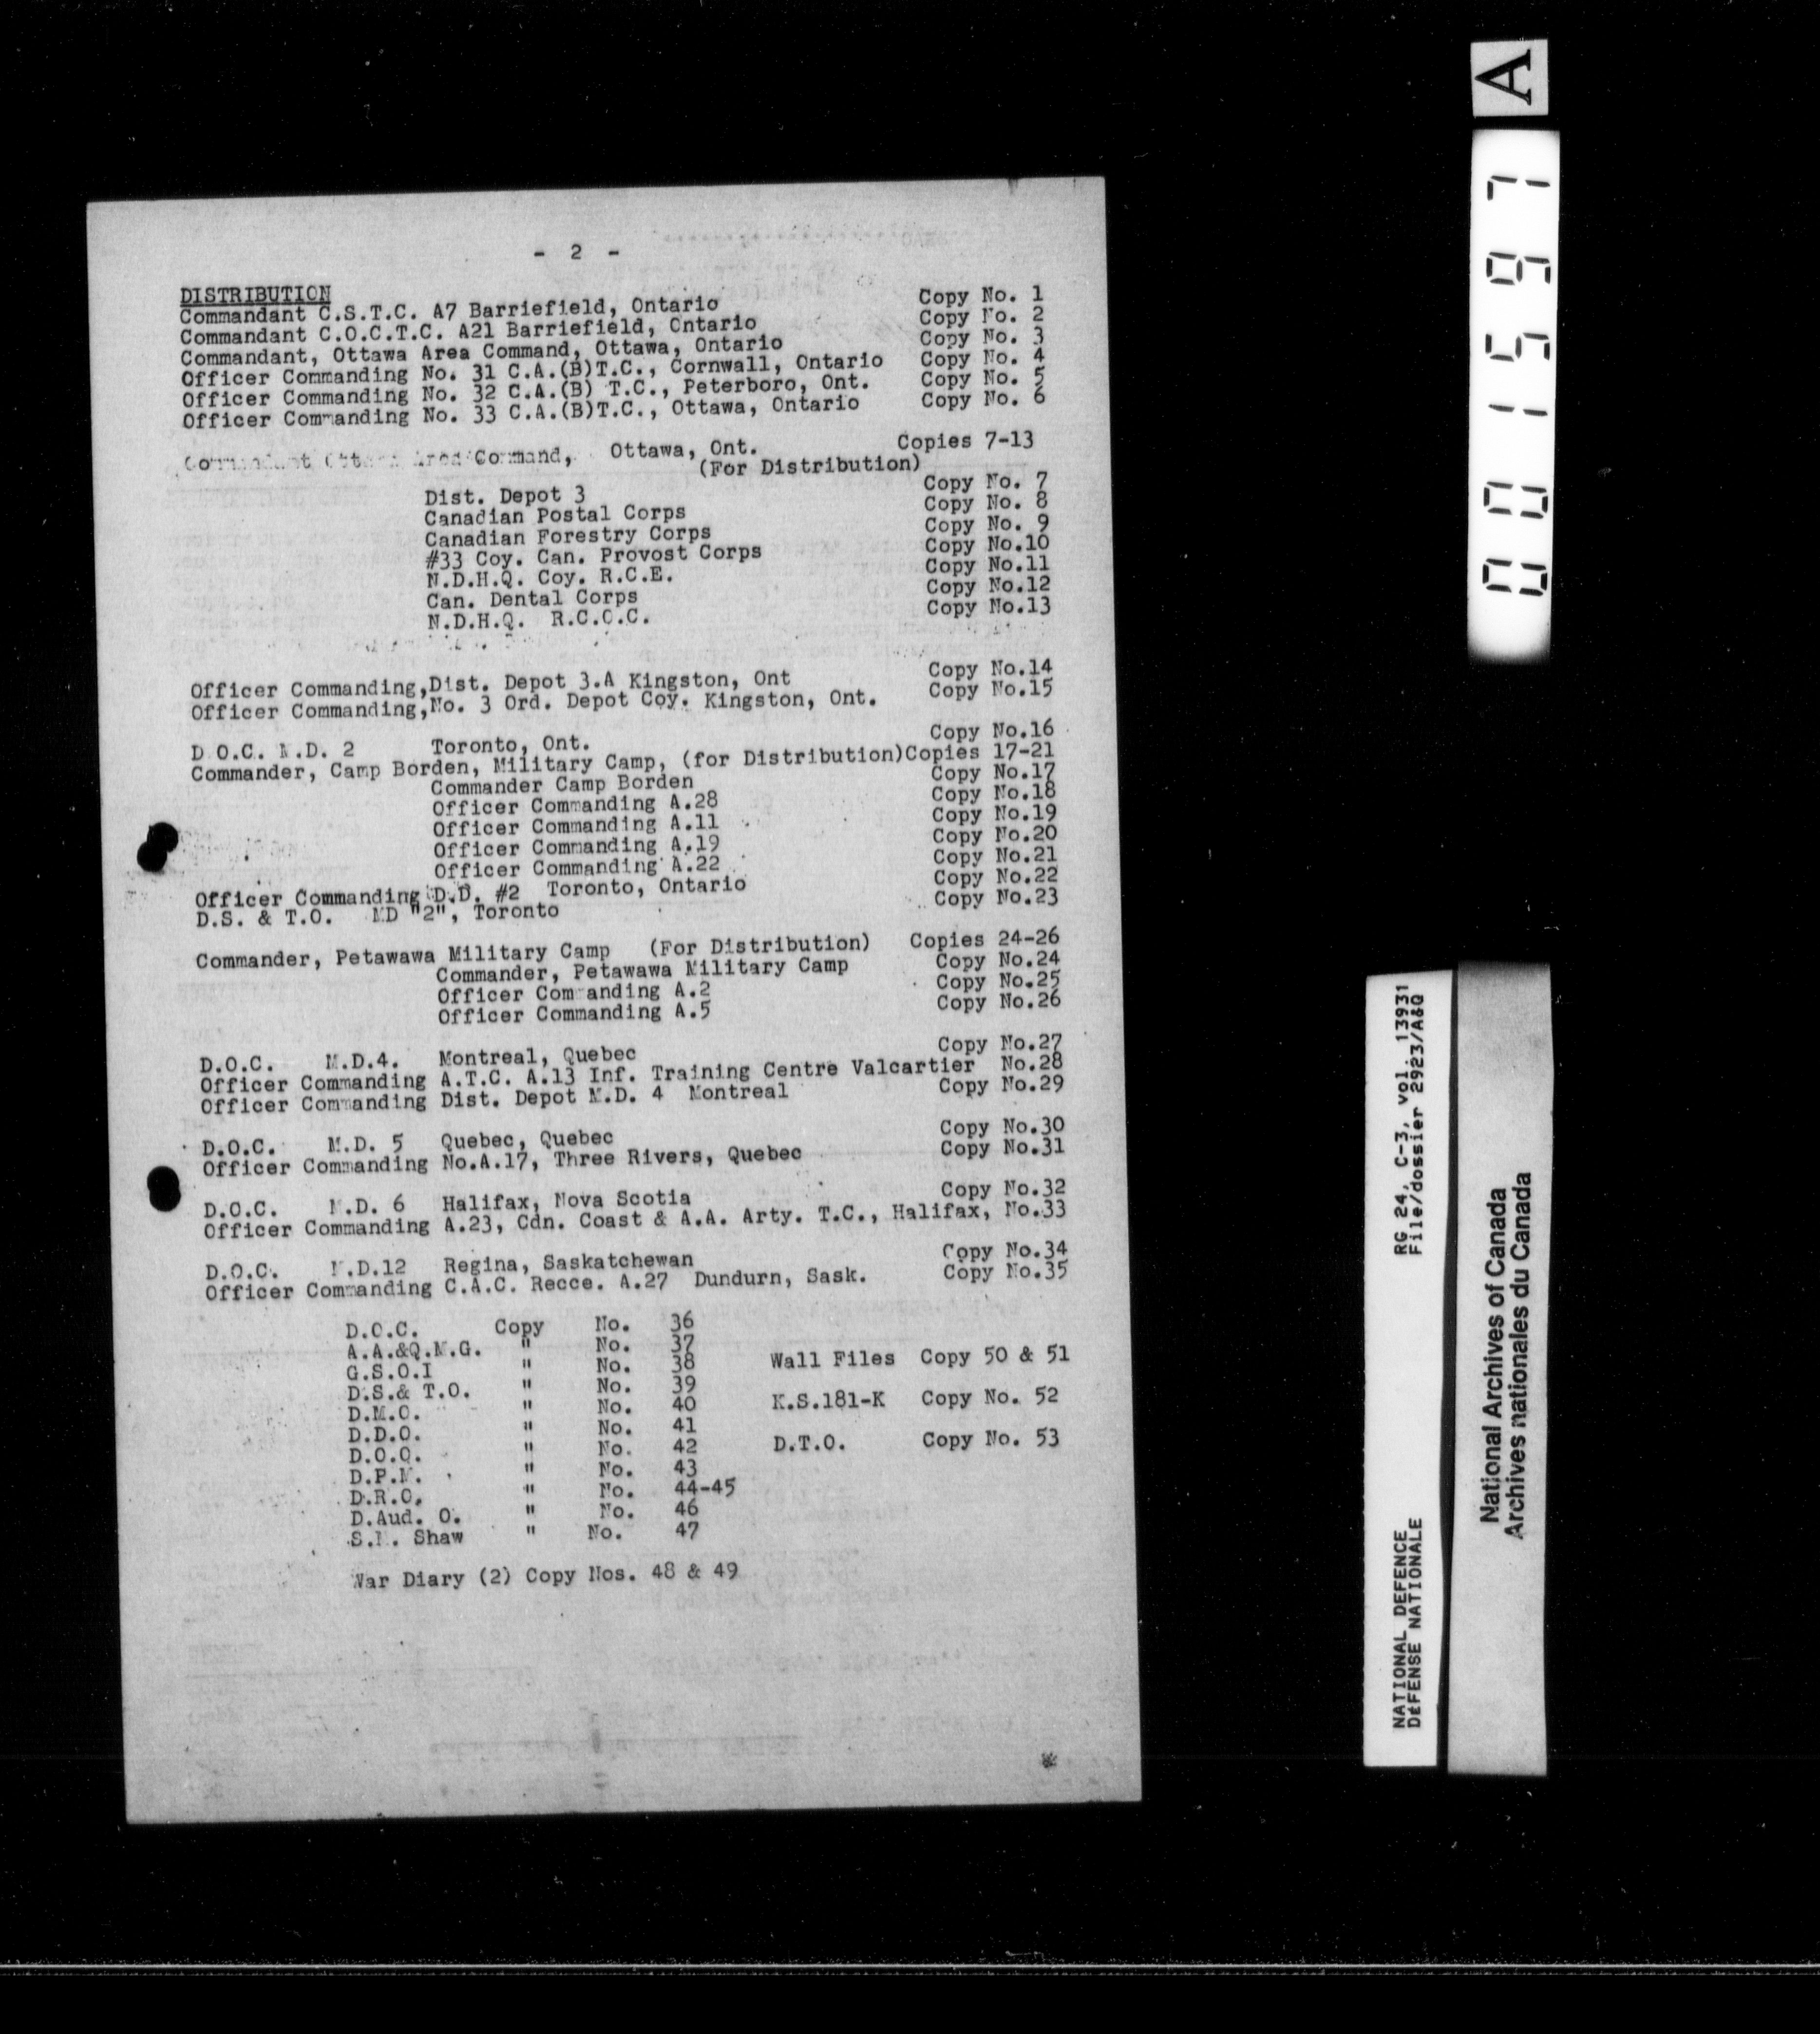 - 2 -
DISTRIBUTION
Commandant C.S.T.C. A7 Barriefield, Ontario Copy No. 1
Commandant C.O.C.T.C. A21 Barriefield, Ontario Copy No. 2
Commandant, Ottawa Area Command, Ottawa, Ontario Copy No. 3
Officer Commanding No. 31 C.A.(B)T.C., Cornwall, Ontario Copy No. 4
Officer Commanding No. 32 C.A.(B) T.C., Peterboro, Ont. Copy No. 5
Officer Commanding No. 33 C.A.(B)T.C., Ottawa, Ontario Copy No. 6
Commandant Ottawa Area Command, Ottawa, Ont. Copies 7-13
(For Distribution)
Dist. Depot 3 Copy No. 7
Canadian Postal Corps Copy No. 8
Canadian Forestry Corps Copy No. 9
#33 Coy. Can. Provost Corps Copy No.10
N.D.H.Q. Coy. R.C.E. Copy No.11
Can. Dental Corps Copy No.12
N.D.H.Q. R.C.O.C. Copy No.13
Officer Commanding,Dist. Depot 3.A Kingston, Ont Copy No.14
Officer Commanding,No. 3 Ord. Depot Coy. Kingston, Ont. Copy No.15
D.O.C. M.D. 2 Toronto, Ont. Copy No.16
Commander, Camp Borden, Military Camp, (for Distribution)Copies 17-21
Commander Camp Borden Copy No.17
Officer Commanding A.28 Copy No.18
Officer Commanding A.11 Copy No.19
Officer Commanding A.19 Copy No.20
Officer Commanding A.22 Copy No.21
Officer Commanding D.D. #2 Toronto, Ontario Copy No.22
D.S. & T.O. MD "2", Toronto Copy No.23
Commander, Petawawa Military Camp (For Distribution) Copies 24-26
Commander, Petawawa Military Camp Copy No.24
Officer Commanding A.2 Copy No.25
Officer Commanding A.5 Copy No.26
D.O.C. M.D.4. Montreal, Quebec Copy No.27
Officer Commanding A.T.C. A.13 Inf. Training Centre Valcartier No.28
Officer Commanding Dist. Depot M.D. 4 Montreal Copy No.29
D.O.C. M.D. 5 Quebec, Quebec Copy No.30
Officer Commanding No.A.17, Three Rivers, Quebec Copy No.31
D.O.C. M.D. 6 Halifax, Nova Scotia Copy No.32
Officer Commanding A.23, Cdn. Coast & A.A. Arty. T.C., Halifax, No.33
D.O.C. M.D.12 Regina, Saskatchewan Copy No.34
Officer Commanding C.A.C. Recce. A.27 Dundurn, Sask. Copy No.35
D.O.C. Copy No. 36
A.A.&Q.M.G. " No. 37
G.S.O.I " No. 38 Wall Files Copy 50 & 51
D.S.& T.O. " No. 39
D.M.O. " No. 40 K.S.181-K Copy No. 52
D.D.O. " No. 41
D.O.O. " No. 42 D.T.O. Copy No. 53
D.P.M. " No. 43
D.R.O. " No. 44-45
D.Aud. O. " No. 46
S.M. Shaw " No. 47
War Diary (2) Copy Nos. 48 & 49
A
001597
RG 24, C-3, vol. 13931
File/dossier 2923/A&Q
NATIONAL DEFENCE
DÉFENSE NATIONALE
National Archives of Canada
Archives nationales du Canada